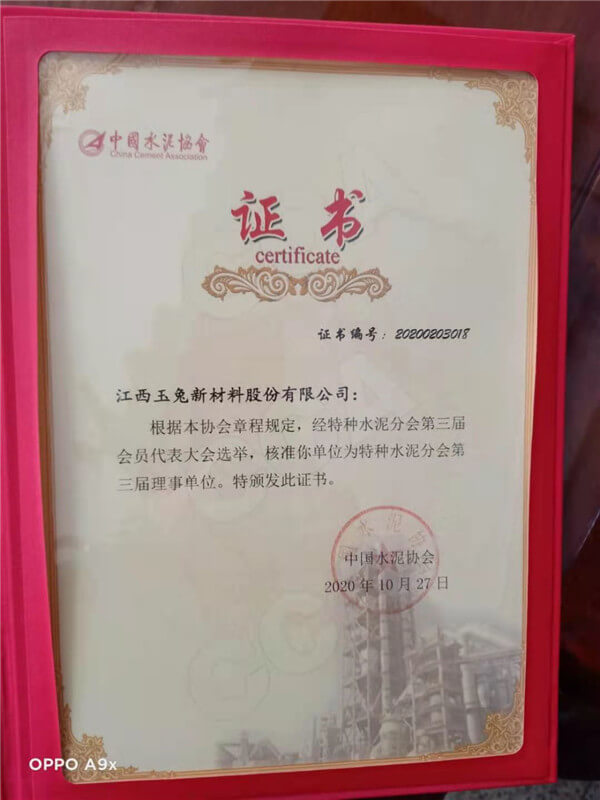 中國水泥協會
China Cement Association
证书
certificate
证书编号：20200203018
江西玉兔新材料股份有限公司：
根据本协会章程规定，经特种水泥分会第三届
会员代表大会选举，核准你单位为特种水泥分会第
三届理事单位。特颁发此证书。
中国水泥协会
2020年10月27日
OPPO A9x